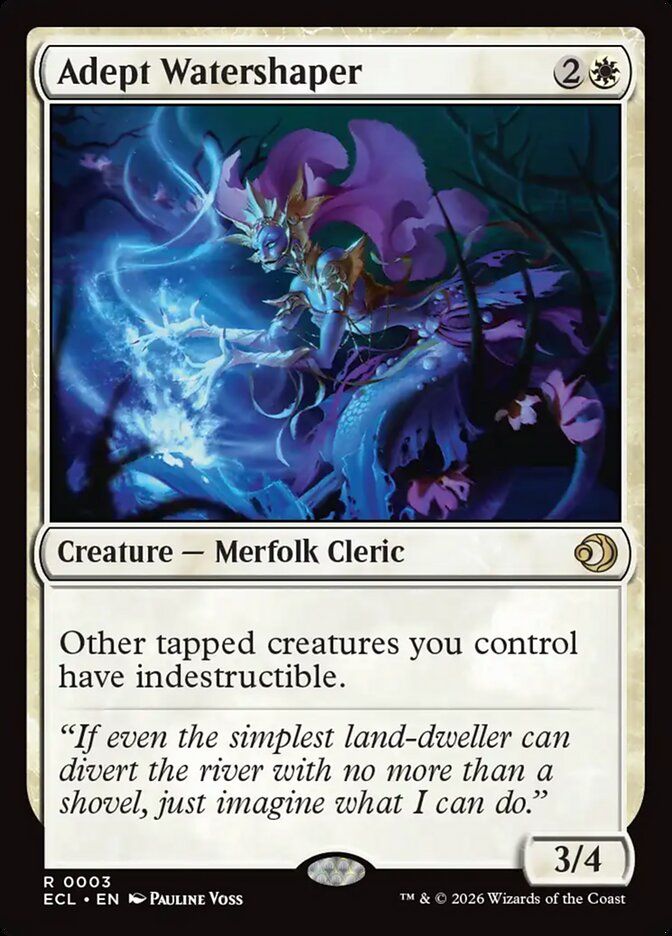 Adept Watershaper 2
Creature — Merfolk Cleric
Other tapped creatures you control
have indestructible.
“If even the simplest land-dweller can
divert the river with no more than a
shovel, just imagine what I can do.”
3/4
R 0003
ECL • EN Pauline Voss
™ & © 2026 Wizards of the Coast